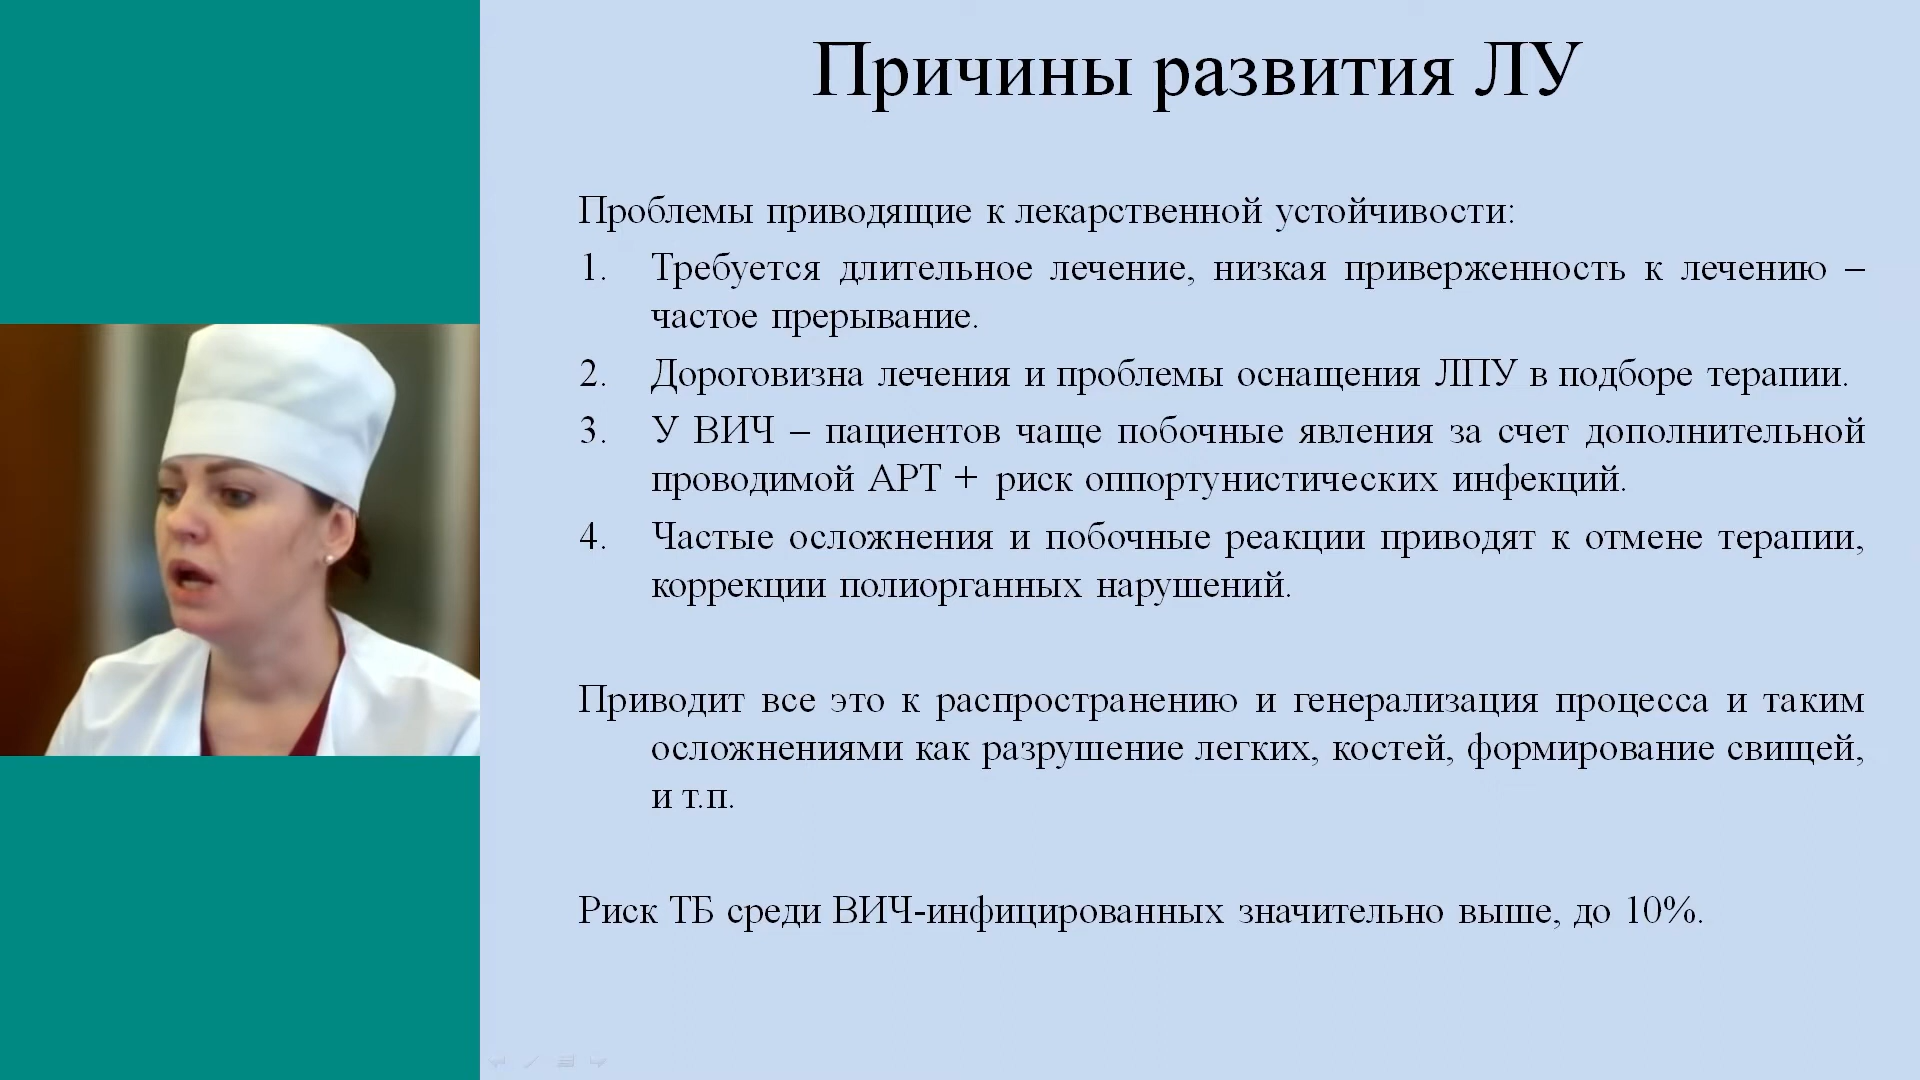 Причины развития ЛУ
Проблемы приводящие к лекарственной устойчивости:
1. Требуется длительное лечение, низкая приверженность к лечению –
частое прерывание.
2. Дороговизна лечения и проблемы оснащения ЛПУ в подборе терапии.
3. У ВИЧ – пациентов чаще побочные явления за счет дополнительной
проводимой АРТ + риск оппортунистических инфекций.
4. Частые осложнения и побочные реакции приводят к отмене терапии,
коррекции полиорганных нарушений.
Приводит все это к распространению и генерализация процесса и таким
осложнениями как разрушение легких, костей, формирование свищей,
и т.п.
Риск ТБ среди ВИЧ-инфицированных значительно выше, до 10%.